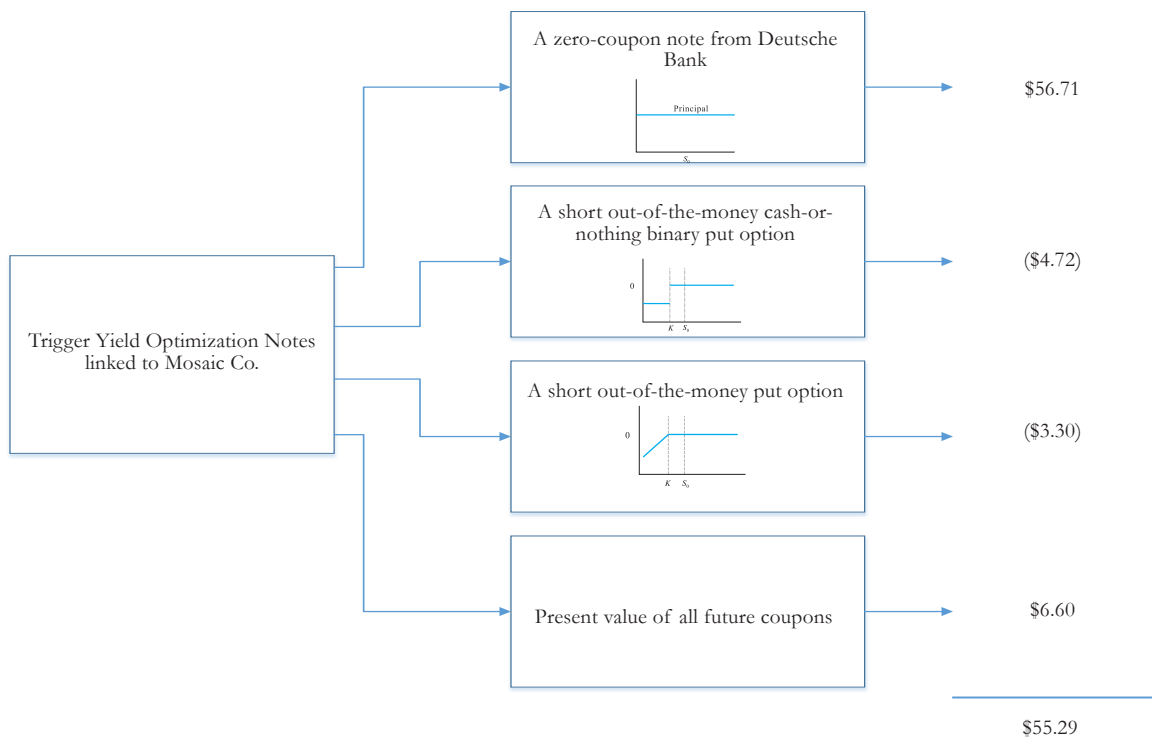 A zero-coupon note from Deutsche
Bank
Principal
S₀
$56.71
A short out-of-the-money cash-or-
nothing binary put option
0
K
S₀
($4.72)
Trigger Yield Optimization Notes
linked to Mosaic Co.
A short out-of-the-money put option
0
K
S₀
($3.30)
Present value of all future coupons
$6.60
$55.29